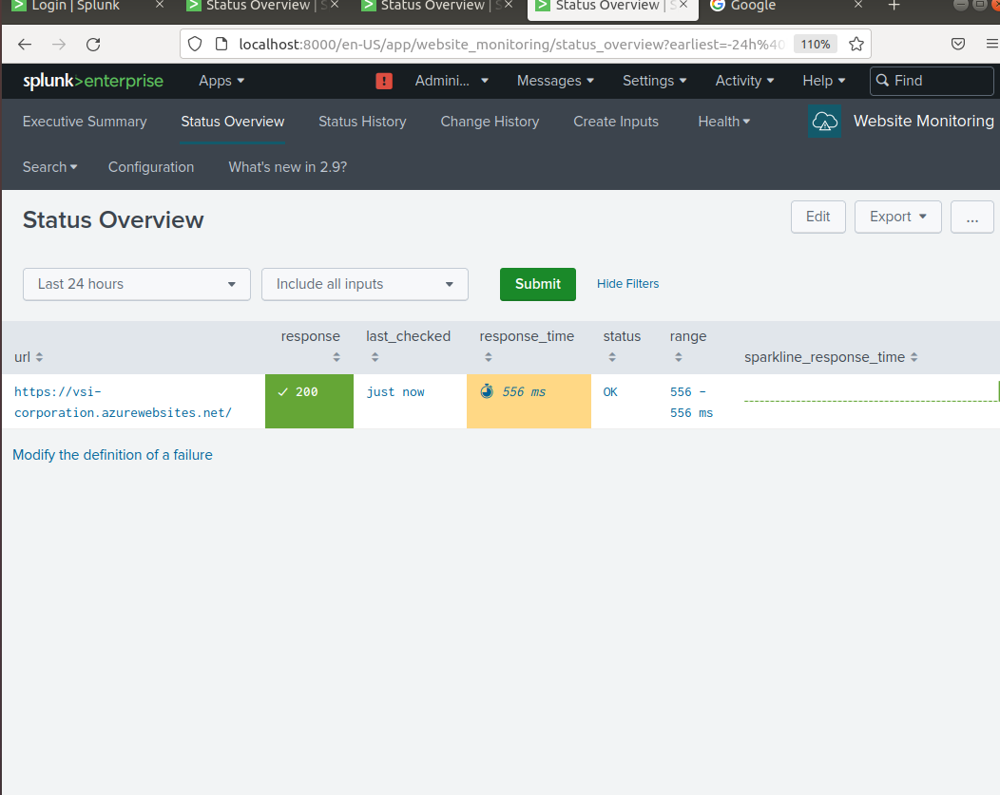 Login | Splunk
Status Overview | S
Status Overview | S
Status Overview | S
Google
localhost:8000/en-US/app/website_monitoring/status_overview?earliest=-24h%40
110%
splunk>enterprise
Apps
Admini...
Messages
Settings
Activity
Help
Find
Executive Summary
Status Overview
Status History
Change History
Create Inputs
Health
Website Monitoring
Search
Configuration
What's new in 2.9?
Status Overview
Edit
Export
...
Last 24 hours
Include all inputs
Submit
Hide Filters
url
response
last_checked
response_time
status
range
sparkline_response_time
https://vsi-
corporation.azurewebsites.net/
200
just now
556 ms
OK
556 -
556 ms
Modify the definition of a failure